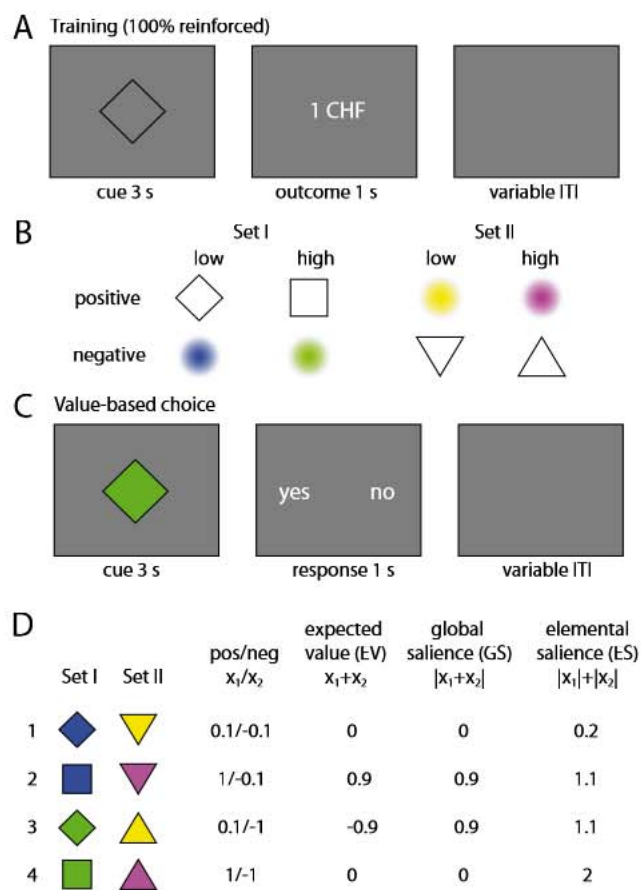 A Training (100% reinforced)
1 CHF
cue 3 s outcome 1 s variable ITI
B Set I Set II
low high low high
positive
negative
C Value-based choice
yes no
cue 3 s response 1 s variable ITI
D
expected global elemental
pos/neg value (EV) salience (GS) salience (ES)
Set I Set II x₁/x₂ x₁+x₂ |x₁+x₂| |x₁|+|x₂|
1 0.1/-0.1 0 0 0.2
2 1/-0.1 0.9 0.9 1.1
3 0.1/-1 -0.9 0.9 1.1
4 1/-1 0 0 2